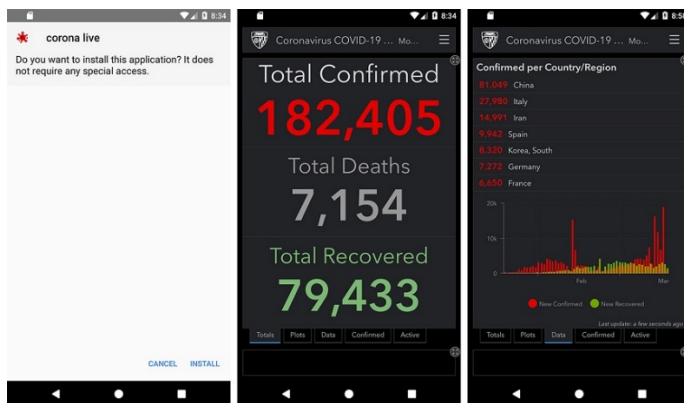 8:34
corona live
Do you want to install this application? It does
not require any special access.
CANCEL INSTALL
8:34
Coronavirus COVID-19 ... Mo...
Total Confirmed
182,405
Total Deaths
7,154
Total Recovered
79,433
Totals Plots Data Confirmed Active
8:58
Coronavirus COVID-19 ... Mo...
Confirmed per Country/Region
81,049 China
27,980 Italy
14,991 Iran
9,942 Spain
8,320 Korea, South
7,272 Germany
6,650 France
20k
10k
0
Feb Mar
New Confirmed New Recovered
Last update: a few seconds ago
Totals Plots Data Confirmed Active